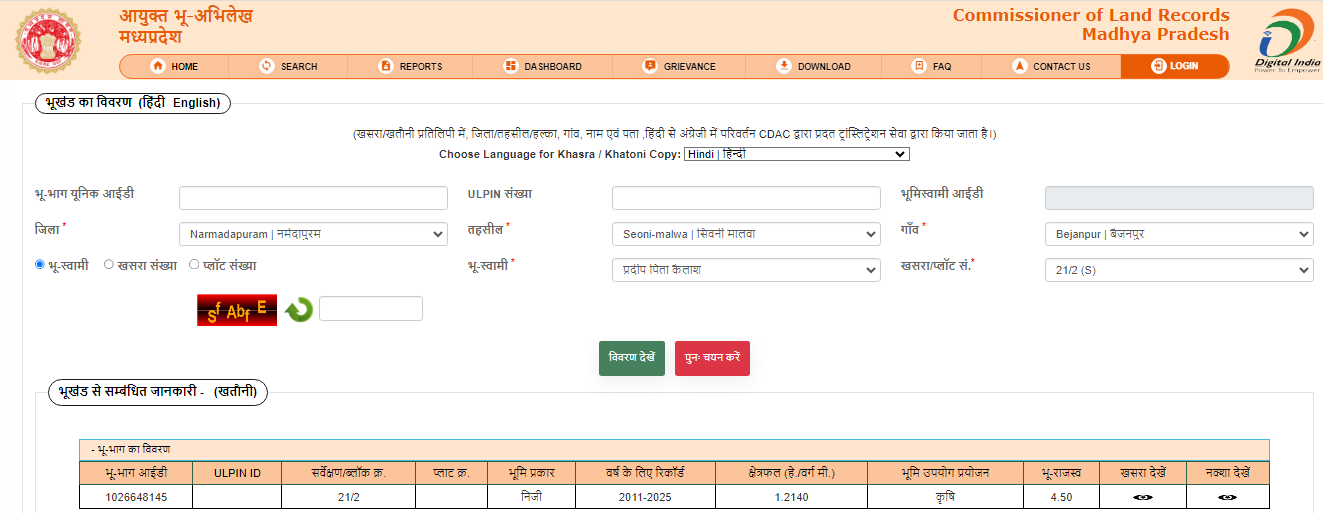 आयुक्त भू-अभिलेख
मध्यप्रदेश
Commissioner of Land Records
Madhya Pradesh
Digital India
Power To Empower
HOME SEARCH REPORTS DASHBOARD GRIEVANCE DOWNLOAD FAQ CONTACT US LOGIN
भूखंड का विवरण (हिंदी English)
(खसरा/खतौनी प्रतिलिपी में, जिला/तहसील/हल्का, गांव, नाम एवं पता ,हिंदी से अंग्रेजी में परिवर्तन CDAC द्वारा प्रदत ट्रांस्लिट्रेशन सेवा द्वारा किया जाता है।)
Choose Language for Khasra / Khatoni Copy: Hindi | हिन्दी
भू-भाग यूनिक आईडी ULPIN संख्या भूमिस्वामी आईडी
जिला * Narmadapuram | नर्मदापुरम तहसील * Seoni-malwa | सिवनी मालवा गाँव * Bejanpur | बैजनपुर
भू-स्वामी खसरा संख्या प्लॉट संख्या भू-स्वामी * प्रदीप पिता कैलाश खसरा/प्लॉट सं.* 21/2 (S)
Sf Abf E
विवरण देखें पुनः चयन करें
भूखंड से सम्बंधित जानकारी - (खतौनी)
- भू-भाग का विवरण
भू-भाग आईडी ULPIN ID सर्वेक्षण/ब्लॉक क्र. प्लाट क्र. भूमि प्रकार वर्ष के लिए रिकॉर्ड क्षेत्रफल (हे./वर्ग मी.) भूमि उपयोग प्रयोजन भू-राजस्व खसरा देखें नक्शा देखें
1026648145 21/2 निजी 2011-2025 1.2140 कृषि 4.50